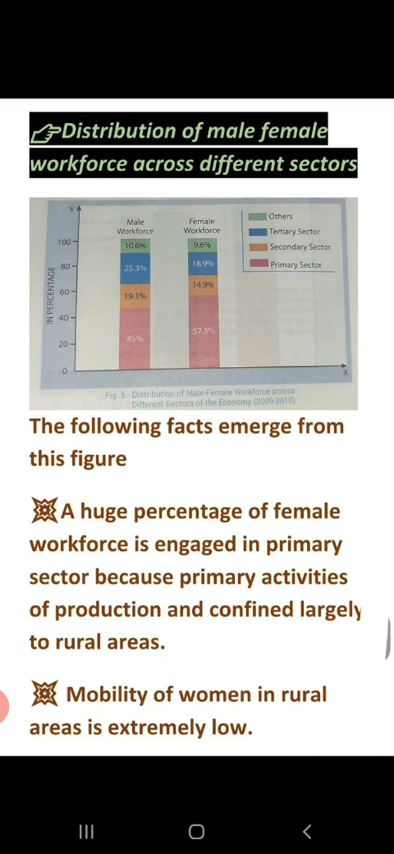 Distribution of male female
workforce across different sectors
Y
Male
Workforce
Female
Workforce
Others
Tertiary Sector
Secondary Sector
Primary Sector
IN PERCENTAGE
100
80
60
40
20
0
10.6%
25.3%
19.1%
45%
9.6%
18.9%
14.9%
57.3%
X
Fig. 5. Distribution of Male-Female Workforce across
Different Sectors of the Economy (2009-2010)
The following facts emerge from
this figure
A huge percentage of female
workforce is engaged in primary
sector because primary activities
of production and confined largely
to rural areas.
Mobility of women in rural
areas is extremely low.